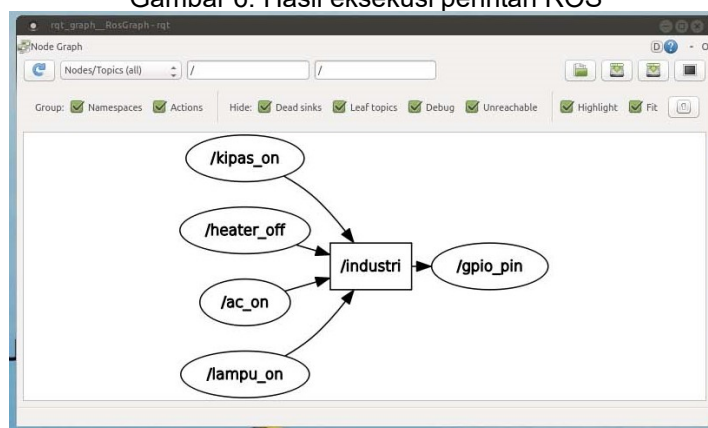 Gambar 6. Hasil eksekusi perintah ROS
rqt_graph__RosGraph - rqt
Node Graph
D ? - O
Nodes/Topics (all) / /
Group: Namespaces Actions Hide: Dead sinks Leaf topics Debug Unreachable Highlight Fit
/kipas_on
/heater_off
/industri
/gpio_pin
/ac_on
/lampu_on